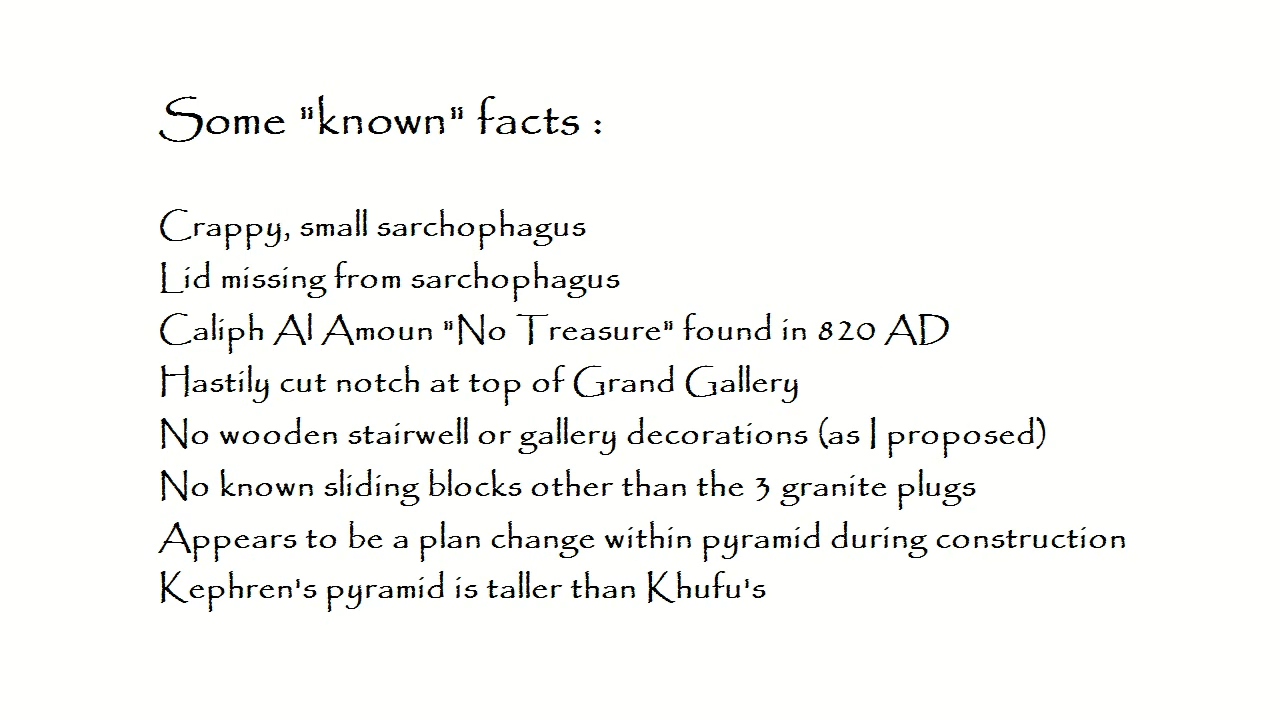 Some "known" facts :
Crappy, small sarchophagus
Lid missing from sarchophagus
Caliph Al Amoun "No Treasure" found in 820 AD
Hastily cut notch at top of Grand Gallery
No wooden stairwell or gallery decorations (as I proposed)
No known sliding blocks other than the 3 granite plugs
Appears to be a plan change within pyramid during construction
Kephren's pyramid is taller than Khufu's